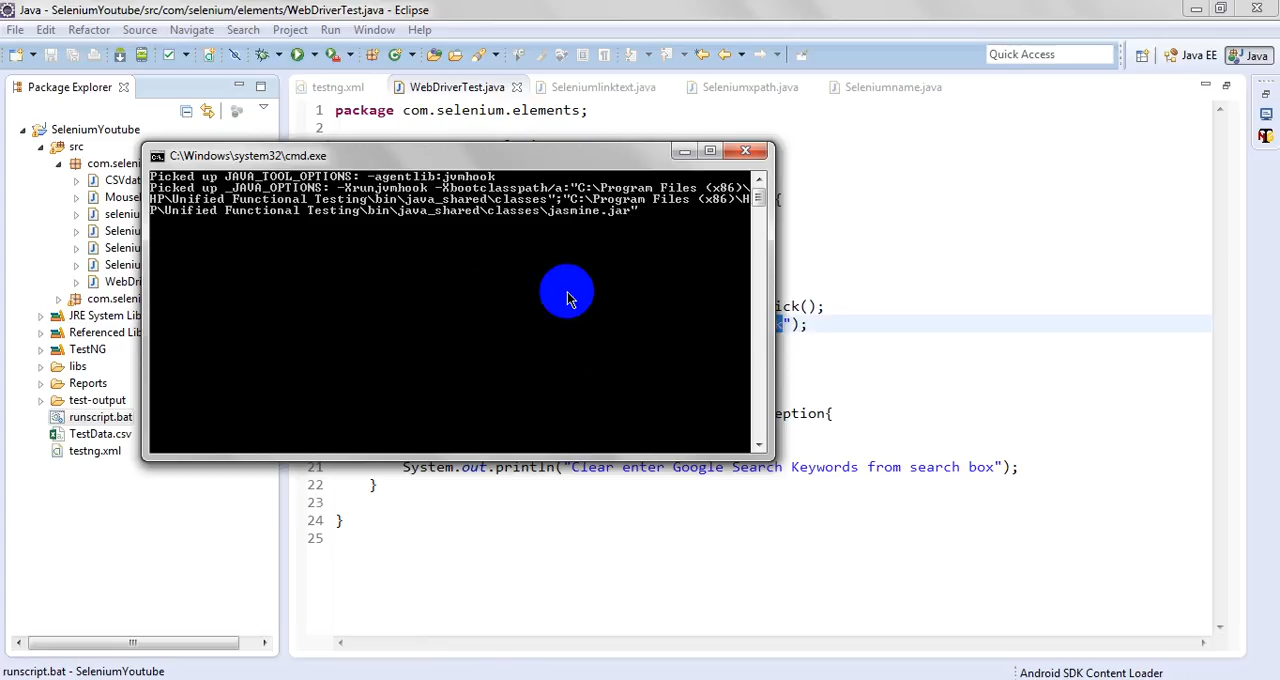 Java - SeleniumYoutube/src/com/selenium/elements/WebDriverTest.java - Eclipse
File Edit Refactor Source Navigate Search Project Run Window Help
Quick Access
Java EE
Java
Package Explorer
testng.xml
WebDriverTest.java
Seleniumlinktext.java
Seleniumxpath.java
Seleniumname.java
SeleniumYoutube
src
com.seleni
CSVdat
Mouse
seleniu
Seleniu
Seleniu
Seleniu
WebDri
com.seleni
JRE System Lib
Referenced Lib
TestNG
libs
Reports
test-output
runscript.bat
TestData.csv
testng.xml
1 package com.selenium.elements;
2
C:\Windows\system32\cmd.exe
C:\.
Picked up JAVA_TOOL_OPTIONS: -agentlib:jvmhook
Picked up _JAVA_OPTIONS: -Xrunjvmhook -Xbootclasspath/a:"C:\Program Files (x86)\
HP\Unified Functional Testing\bin\java_shared\classes";"C:\Program Files (x86)\H
P\Unified Functional Testing\bin\java_shared\classes\jasmine.jar"
{
ick();
");
eption{
21 System.out.println("Clear enter Google Search Keywords from search box");
22 }
23
24 }
25
runscript.bat - SeleniumYoutube
Android SDK Content Loader